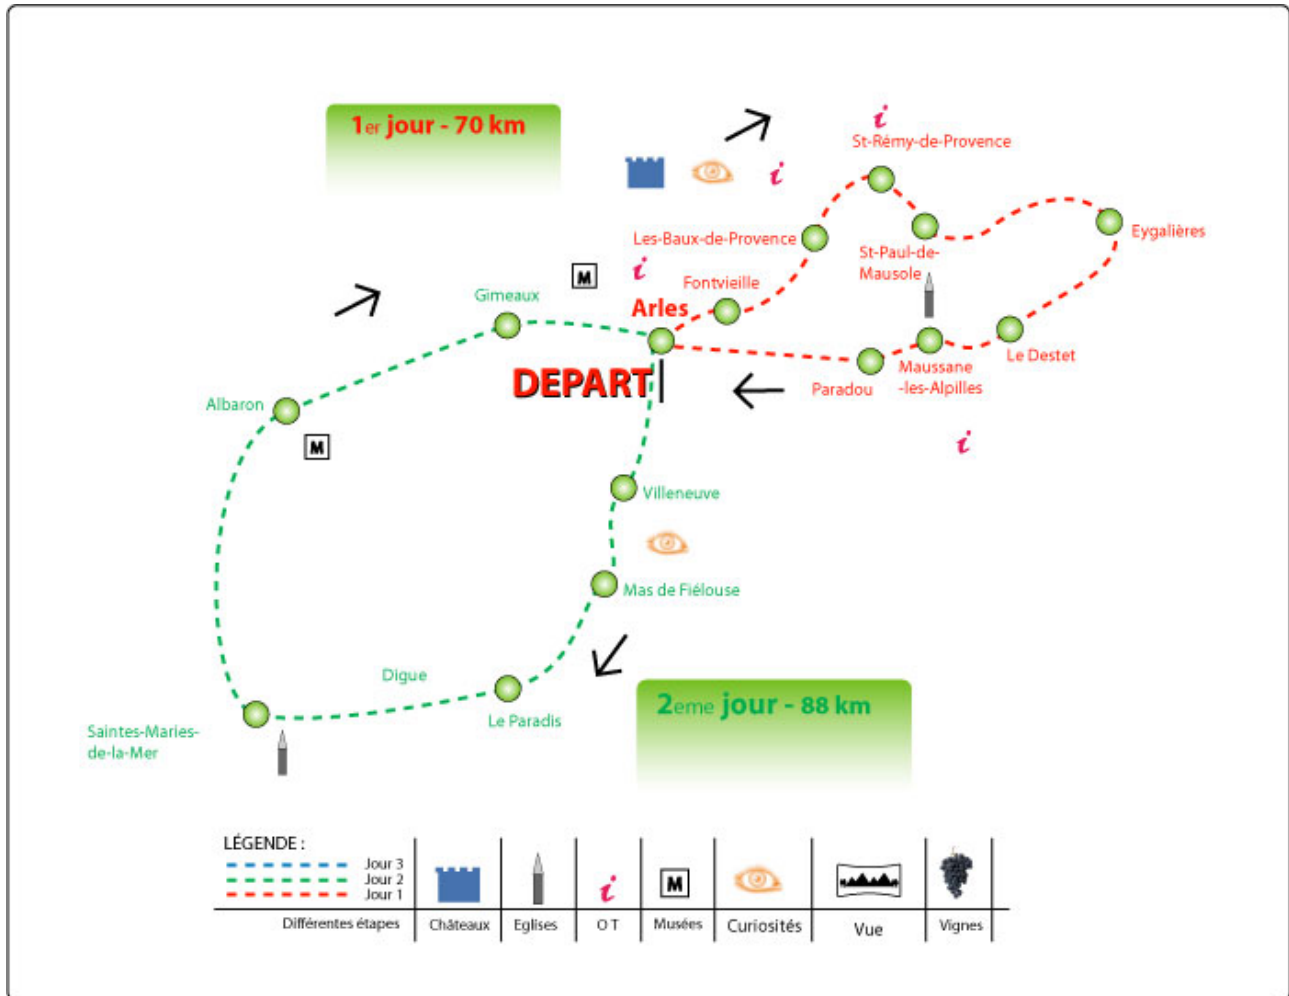 1er jour - 70 km
i
St-Rémy-de-Provence
i
Les-Baux-de-Provence
Eygalières
St-Paul-de-
Mausole
M
i
Fontvieille
Gimeaux
Arles
Le Destet
Maussane
-les-Alpilles
Paradou
DEPART
Albaron
M
i
Villeneuve
Mas de Fiélouse
Digue
2eme jour - 88 km
Le Paradis
Saintes-Maries-
de-la-Mer
LÉGENDE :
Jour 3
Jour 2
Jour 1
i
M
Différentes étapes
Châteaux
Eglises
O T
Musées
Curiosités
Vue
Vignes